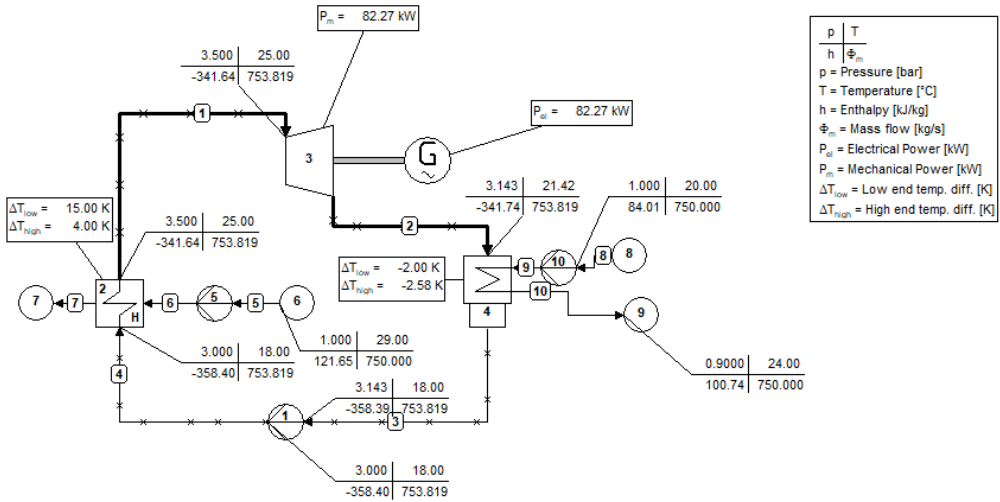 Pm = 82.27 kW
p | T
h | Φm
p = Pressure [bar]
T = Temperature [°C]
h = Enthalpy [kJ/kg]
Φm = Mass flow [kg/s]
Pel = Electrical Power [kW]
Pm = Mechanical Power [kW]
ΔTlow = Low end temp. diff. [K]
ΔThigh = High end temp. diff. [K]
3.500 | 25.00
-341.64 | 753.819
1
3
G
Pel = 82.27 kW
3.143 | 21.42
-341.74 | 753.819
1.000 | 20.00
84.01 | 750.000
2
ΔTlow = 15.00 K
ΔThigh = 4.00 K
3.500 | 25.00
-341.64 | 753.819
ΔTlow = -2.00 K
ΔThigh = -2.58 K
9
10
8
8
10
4
9
2
H
7
7
6
5
5
6
1.000 | 29.00
121.65 | 750.000
0.9000 | 24.00
100.74 | 750.000
3.000 | 18.00
-358.40 | 753.819
4
3.143 | 18.00
-358.39 | 753.819
1
3
3.000 | 18.00
-358.40 | 753.819